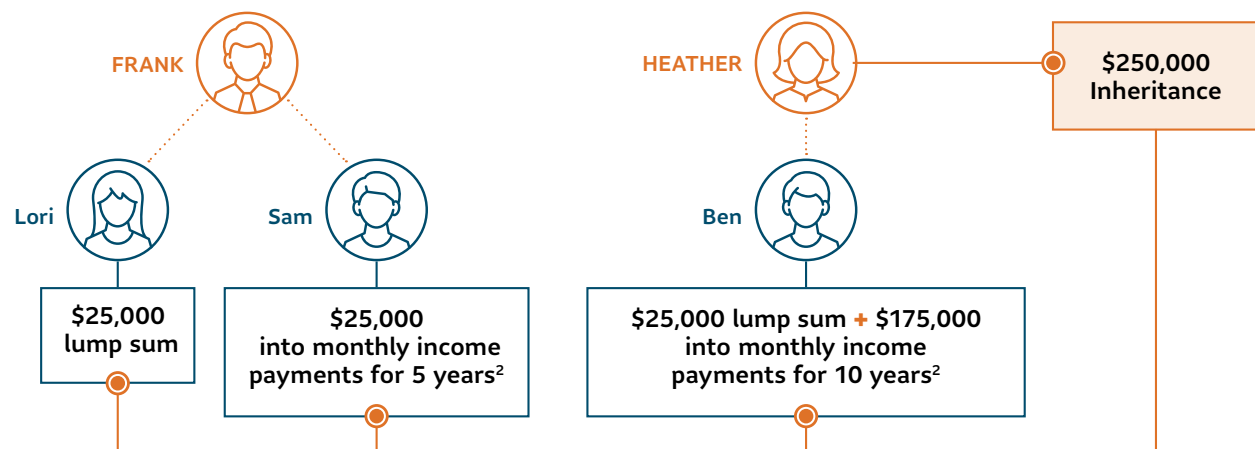 FRANK
HEATHER
$250,000
Inheritance
Lori
Sam
Ben
$25,000
lump sum
$25,000
into monthly income
payments for 5 years²
$25,000 lump sum + $175,000
into monthly income
payments for 10 years²